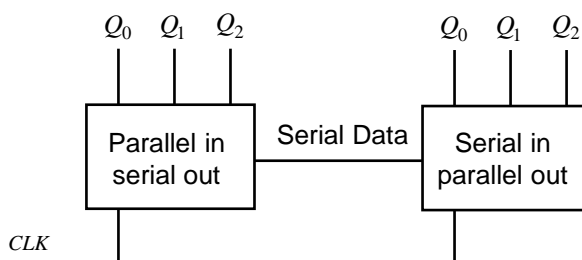 Q0 Q1 Q2 Q0 Q1 Q2
Parallel in
serial out
Serial Data
Serial in
parallel out
CLK